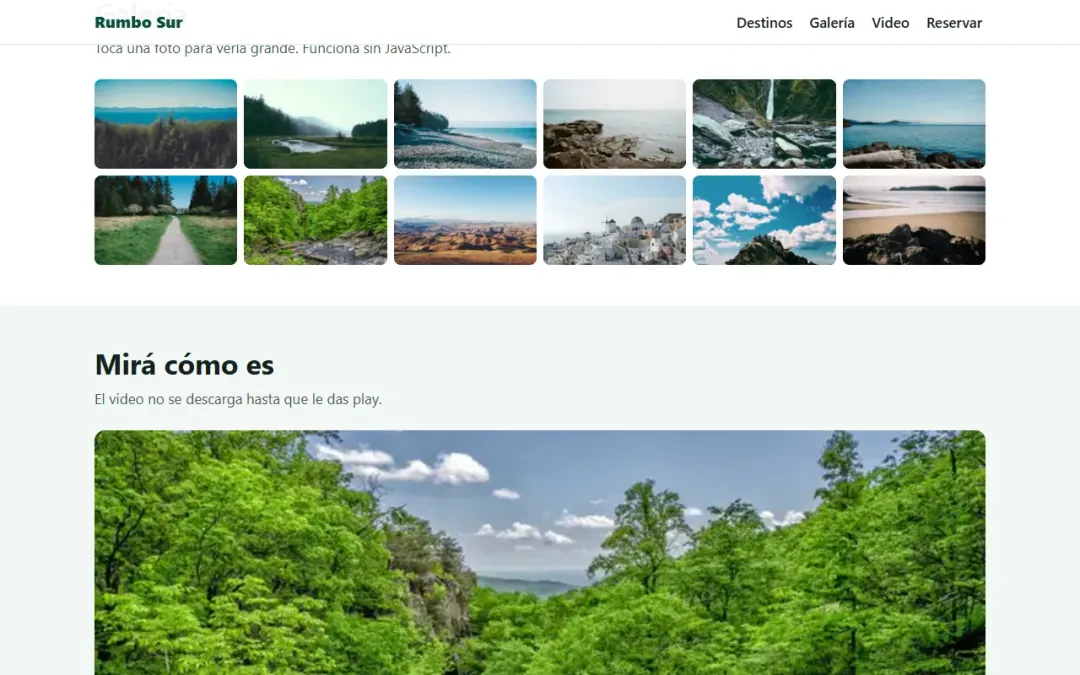 Galería
Rumbo Sur
Destinos Galería Video Reservar
Toca una foto para verla grande. Funciona sin JavaScript.
Mirá cómo es
El video no se descarga hasta que le das play.